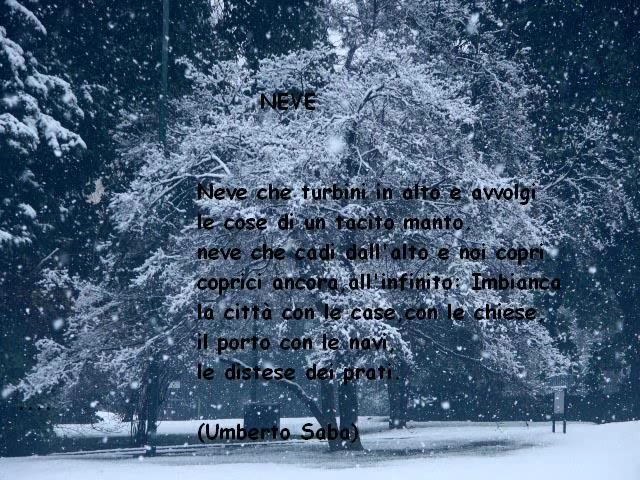 NEVE
Neve che turbini in alto e avvolgi
le cose di un tacito manto.
neve che cadi dall'alto e noi copri
coprici ancora,all'infinito: Imbianca
la città con le case,con le chiese,
il porto con le navi,
le distese dei prati.
....
(Umberto Saba)